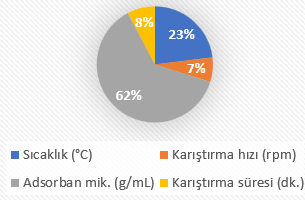 8%
23%
7%
62%
Sıcaklık (°C)
Karıştırma hızı (rpm)
Adsorban mik. (g/mL)
Karıştırma süresi (dk.)